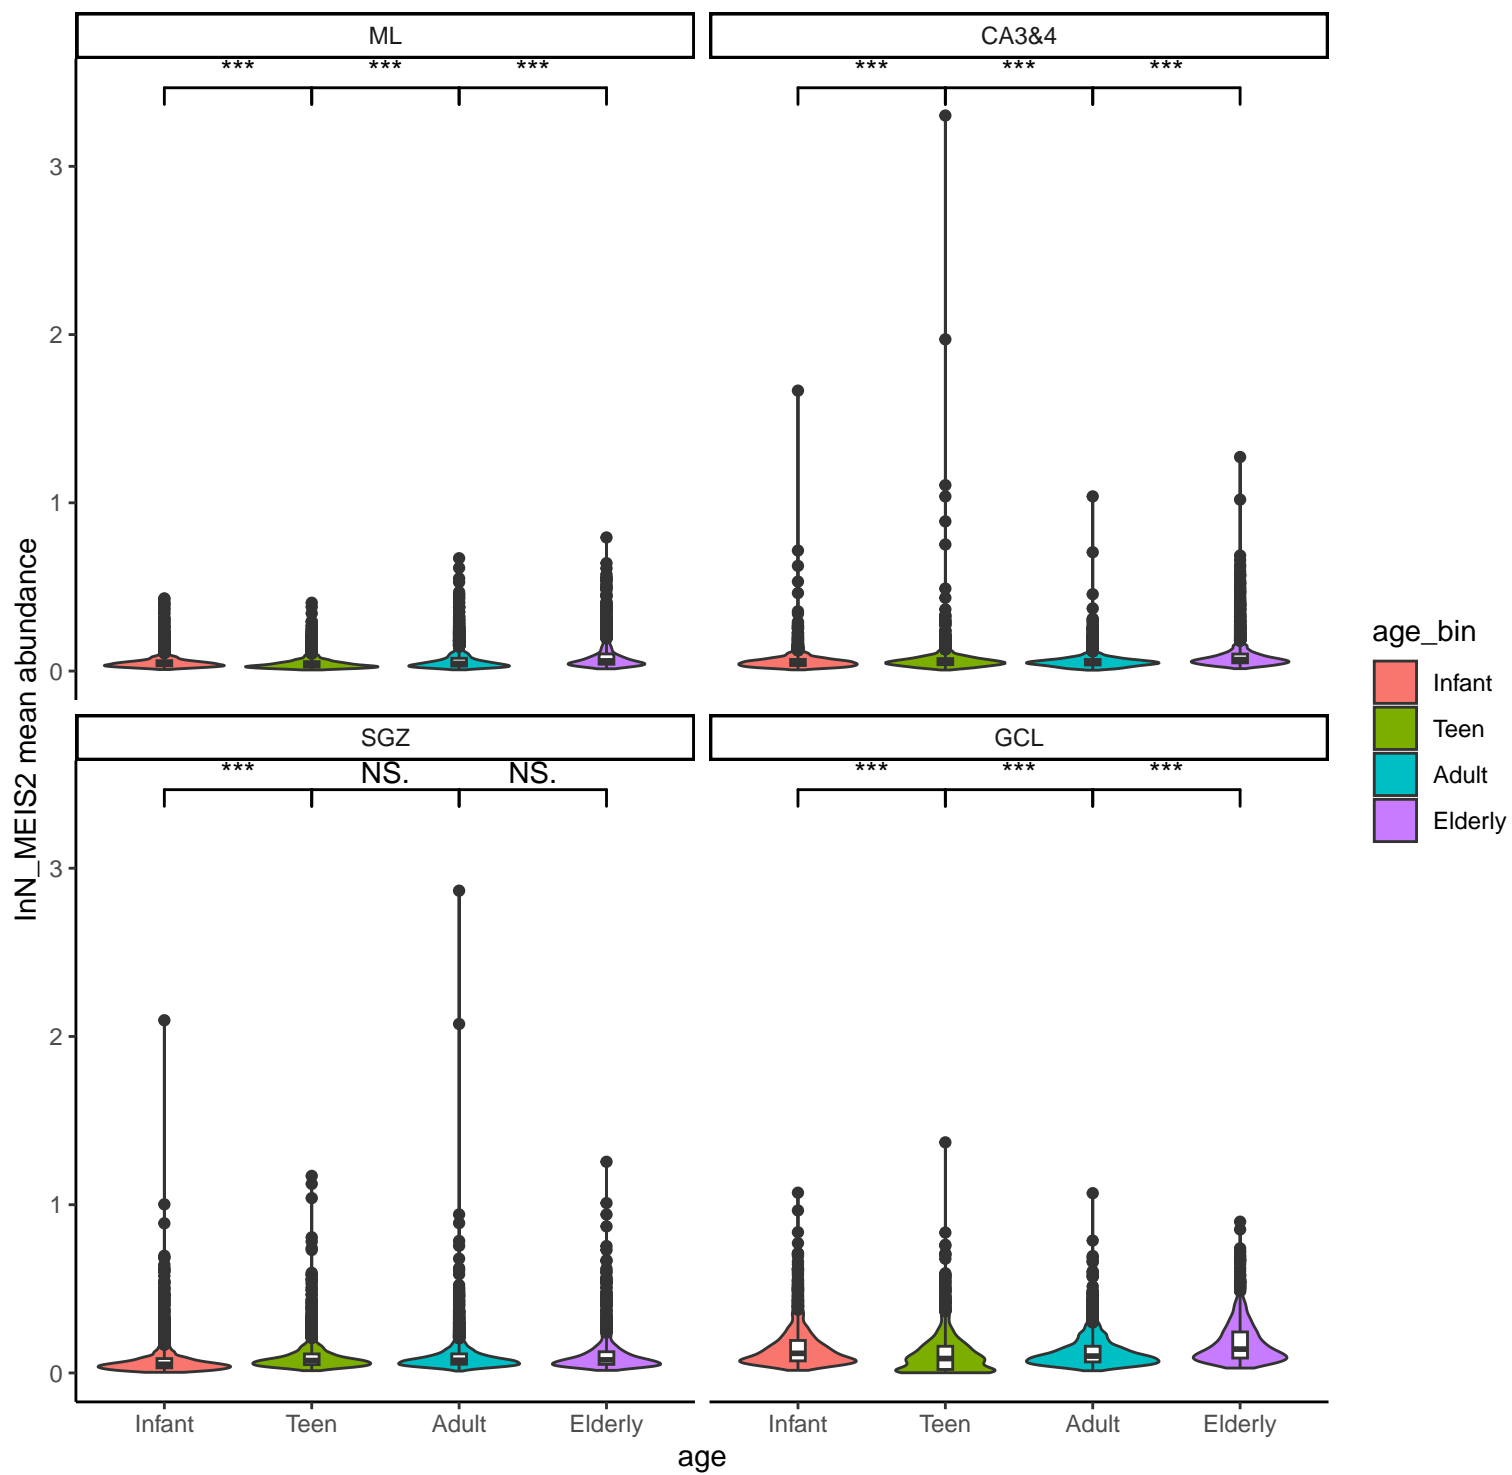 ML
*** *** ***
CA3&4
*** *** ***
3
2
1
0
SGZ
*** NS. NS.
GCL
*** *** ***
3
2
1
0
InN_MEIS2 mean abundance
Infant Teen Adult Elderly
Infant Teen Adult Elderly
age
age_bin
Infant
Teen
Adult
Elderly